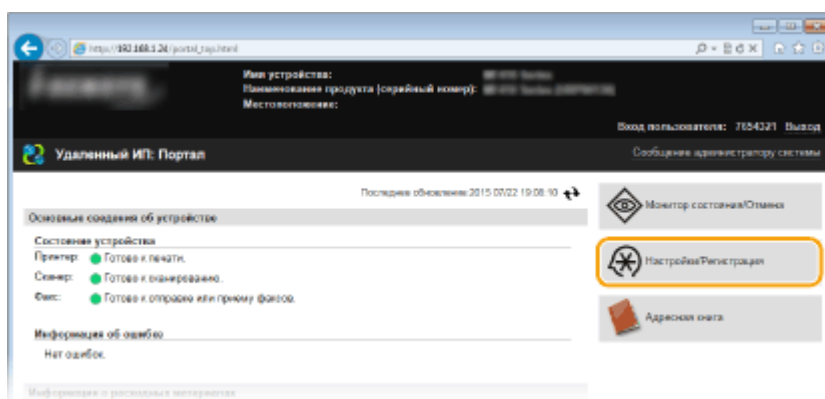 http://192.168.1.24/portal_top.html
Имя устройства:
Наименование продукта (серийный номер):
Местоположение:
Вход пользователя: 7654321 Выход
Удаленный ИП: Портал
Сообщение администратору системы
Последнее обновление: 2015 07/22 19:08:10
Основные сведения об устройстве
Состояние устройства
Принтер: Готово к печати.
Сканер: Готово к сканированию.
Факс: Готово к отправке или приему факсов.
Информация об ошибке
Нет ошибок.
Информация о расходных материалах
Монитор состояния/Отмена
Настройки/Регистрация
Адресная книга